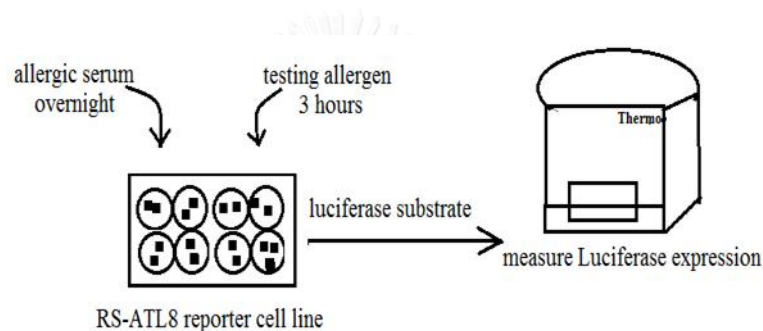 allergic serum
overnight
testing allergen
3 hours
Thermo
luciferase substrate
measure Luciferase expression
RS-ATL8 reporter cell line